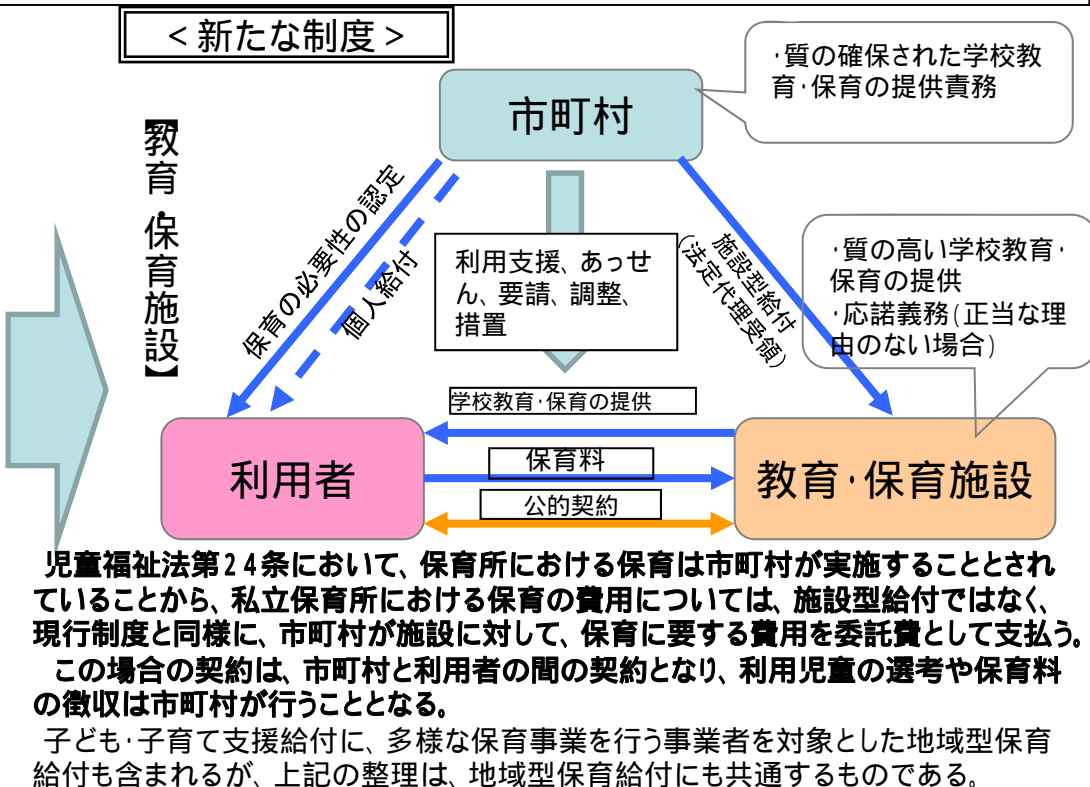 <新たな制度>
・質の確保された学校教
育・保育の提供責務
市町村
【教育・保育施設】
保育の必要性の認定
個人給付
利用支援、あっせ
ん、要請、調整、
措置
施設型給付
(法定代理受領)
・質の高い学校教育・
保育の提供
・応諾義務(正当な理
由のない場合)
学校教育・保育の提供
利用者
保育料
教育・保育施設
公的契約
児童福祉法第24条において、保育所における保育は市町村が実施することとされ
ていることから、私立保育所における保育の費用については、施設型給付ではなく、
現行制度と同様に、市町村が施設に対して、保育に要する費用を委託費として支払う。
この場合の契約は、市町村と利用者の間の契約となり、利用児童の選考や保育料
の徴収は市町村が行うこととなる。
子ども・子育て支援給付に、多様な保育事業を行う事業者を対象とした地域型保育
給付も含まれるが、上記の整理は、地域型保育給付にも共通するものである。